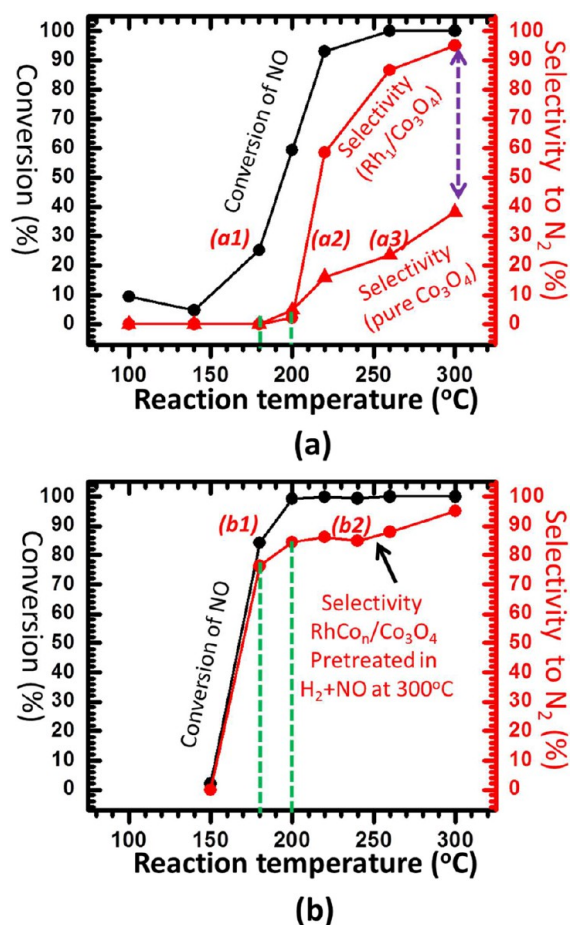 (a)
100
90
80
70
60
50
40
30
20
10
0
Conversion (%)
Conversion of NO
Selectivity
(Rh₁/Co₃O₄)
(a1)
(a2)
(a3)
Selectivity
(pure Co₃O₄)
100
90
80
70
60
50
40
30
20
10
0
Selectivity to N₂ (%)
100 150 200 250 300
Reaction temperature (°C)
(a)
100
90
80
70
60
50
40
30
20
10
0
Conversion (%)
Conversion of NO
(b1)
(b2)
Selectivity
RhCoₙ/Co₃O₄
Pretreated in
H₂+NO at 300°C
100
90
80
70
60
50
40
30
20
10
0
Selectivity to N₂ (%)
100 150 200 250 300
Reaction temperature (°C)
(b)